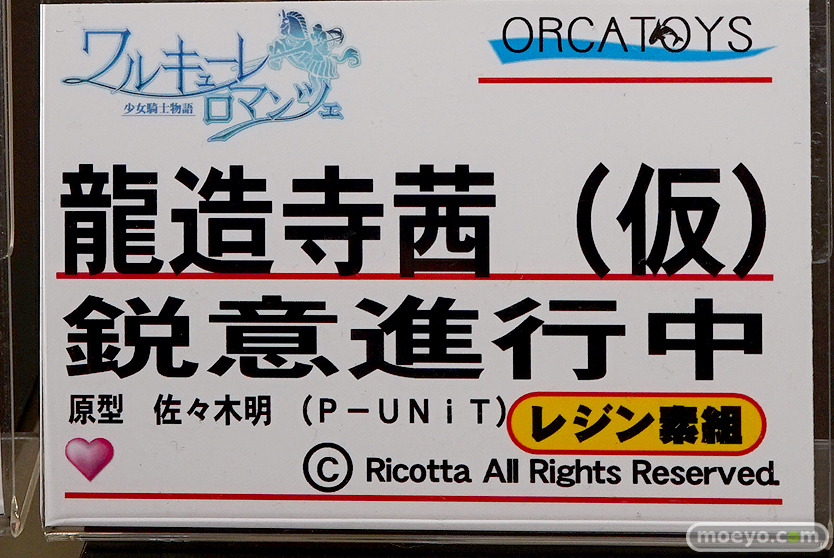 ワルキューレ
少女騎士物語
ロマンツェ
ORCATOYS
龍造寺茜（仮）
鋭意進行中
原型　佐々木明　（P－UNiT）
レジン素組
© Ricotta All Rights Reserved.
moeyo.com